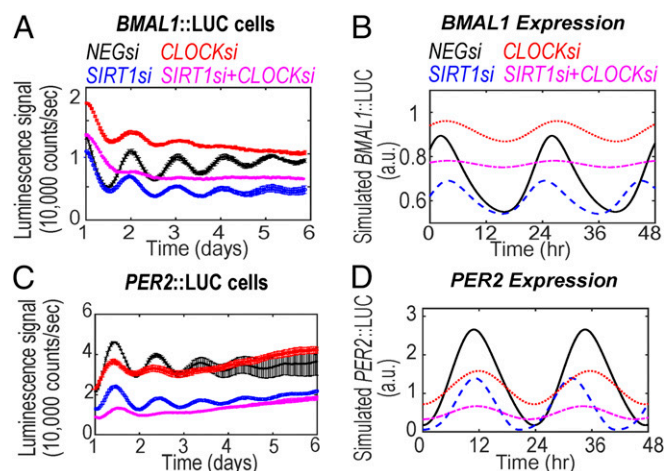 A
BMAL1::LUC cells
NEGsi CLOCKsi
SIRT1si SIRT1si+CLOCKsi
Luminescence signal
(10,000 counts/sec)
2
1
0
1 2 3 4 5 6
Time (days)
B
BMAL1 Expression
NEGsi CLOCKsi
SIRT1si SIRT1si+CLOCKsi
Simulated BMAL1::LUC
(a.u.)
1
0.8
0.6
0 12 24 36 48
Time (hr)
C
PER2::LUC cells
Luminescence signal
(10,000 counts/sec)
6
4
2
0
1 2 3 4 5 6
Time (days)
D
PER2 Expression
Simulated PER2::LUC
(a.u.)
3
2
1
0
0 12 24 36 48
Time (hr)